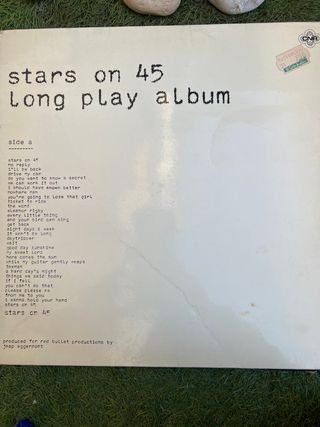 CNR
stars on 45
long play album
side a
stars on 45
no reply
i'll be back
drive my car
do you want to know a secret
we can work it out
i should have known better
nowhere man
you're going to lose that girl
ticket to ride
the word
eleanor rigby
every little thing
and your bird can sing
get back
eight days a week
it won't be long
daytripper
wait
good day sunshine
my sweet lord
here comes the sun
while my guitar gently weeps
taxman
a hard day's night
things we said today
if i fell
you can't do that
please please me
from me to you
i wanna hold your hand
stars on 45
stars on 45
produced for red bullet productions by
jaap eggermont